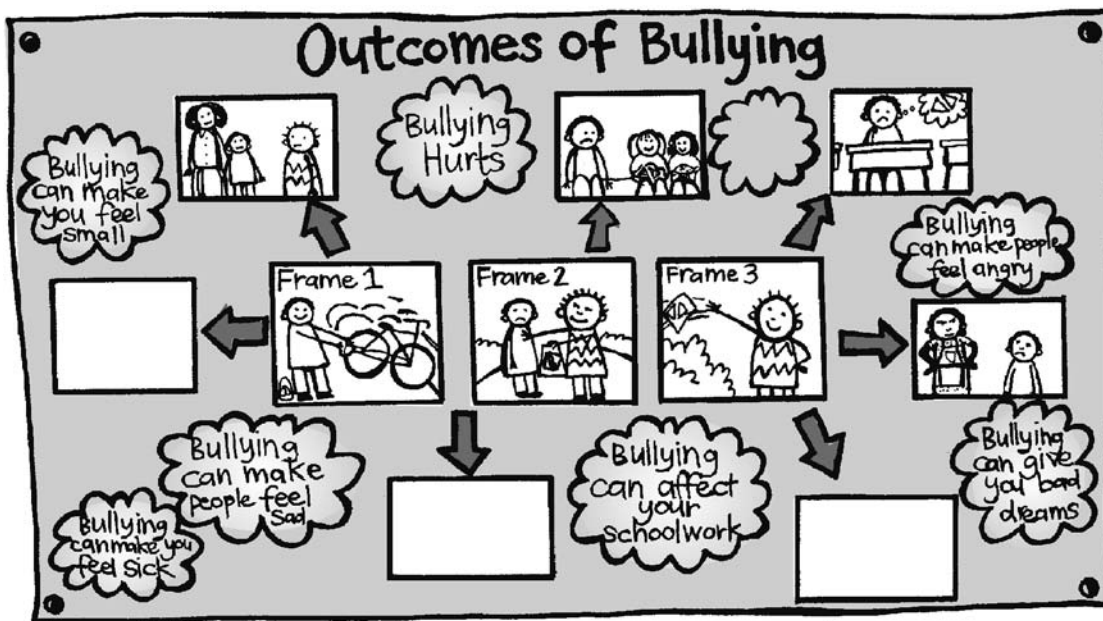 Outcomes of Bullying
Bullying
can make
you feel
small
Bullying
Hurts
Bullying
can make people
feel angry
Frame 1
Frame 2
Frame 3
Bullying
can make
people feel
sad
Bullying
can make you
feel sick
Bullying
can affect
your
schoolwork
Bullying
can give
you bad
dreams